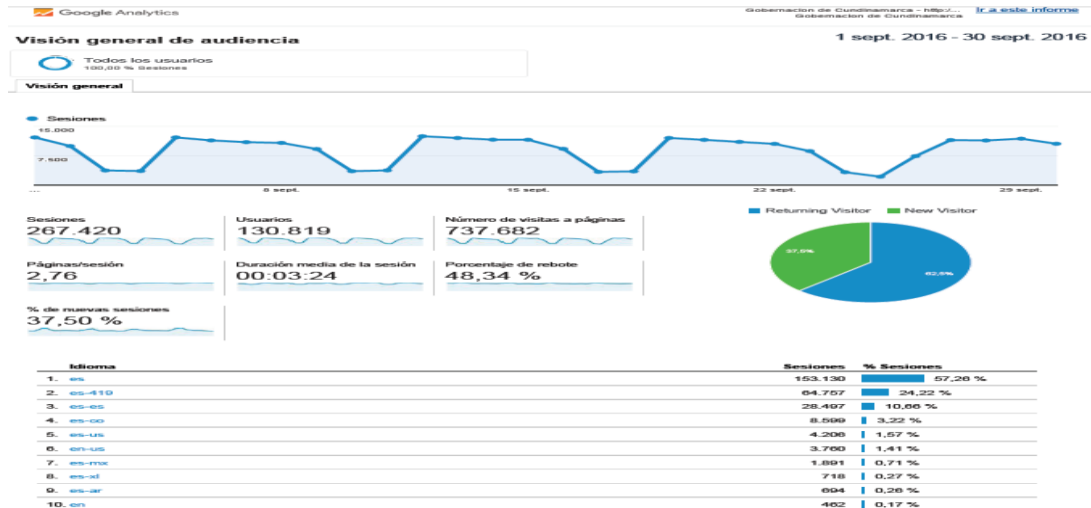 Google Analytics
Gobernacion de Cundinamarca - http:/...
Gobernacion de Cundinamarca
Ir a este informe
Visión general de audiencia
1 sept. 2016 - 30 sept. 2016
Todos los usuarios
100,00 % Sesiones
Visión general
Sesiones
15.000
7.500
...
8 sept.
15 sept.
22 sept.
29 sept.
Sesiones
267.420
Usuarios
130.819
Número de visitas a páginas
737.682
Páginas/sesión
2,76
Duración media de la sesión
00:03:24
Porcentaje de rebote
48,34 %
% de nuevas sesiones
37,50 %
Returning Visitor
New Visitor
37,5%
62,5%
Idioma Sesiones % Sesiones
1. es 153.130 57,26 %
2. es-419 64.757 24,22 %
3. es-es 28.497 10,66 %
4. es-co 8.599 3,22 %
5. es-us 4.206 1,57 %
6. en-us 3.760 1,41 %
7. es-mx 1.891 0,71 %
8. es-xl 718 0,27 %
9. es-ar 694 0,26 %
10. en 462 0,17 %